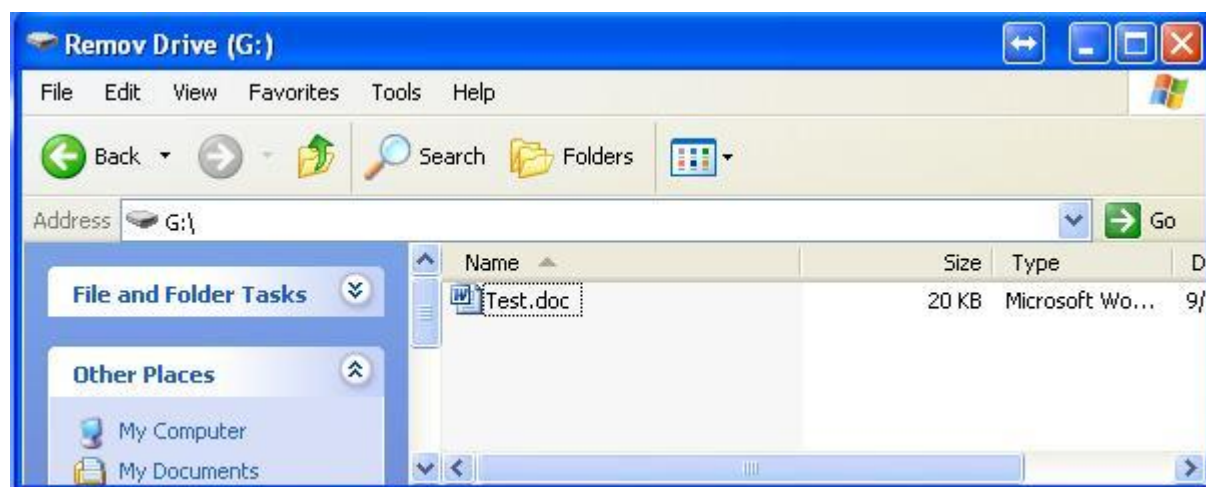 Remov Drive (G:)
File Edit View Favorites Tools Help
Back Search Folders
Address G:\ Go
Name Size Type D
File and Folder Tasks
Test.doc 20 KB Microsoft Wo... 9/
Other Places
My Computer
My Documents